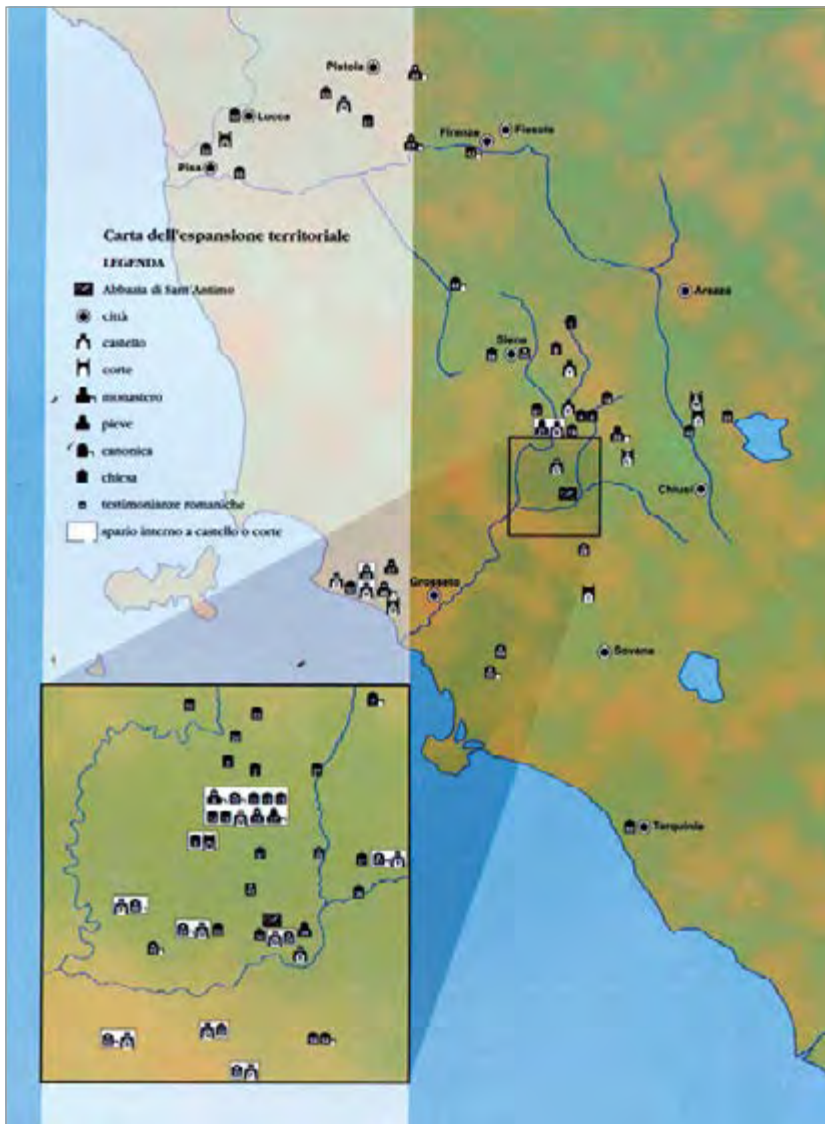 Pistoia
Lucca
Firenze
Fiesole
Pisa
Carta dell'espansione territoriale
LEGENDA
Abbazia di Sant'Antimo
città
castello
corte
monastero
pieve
canonica
chiesa
testimonianze romaniche
spazio interno a castello o corte
Arezzo
Siena
Chiusi
Grosseto
Sovana
Tarquinia